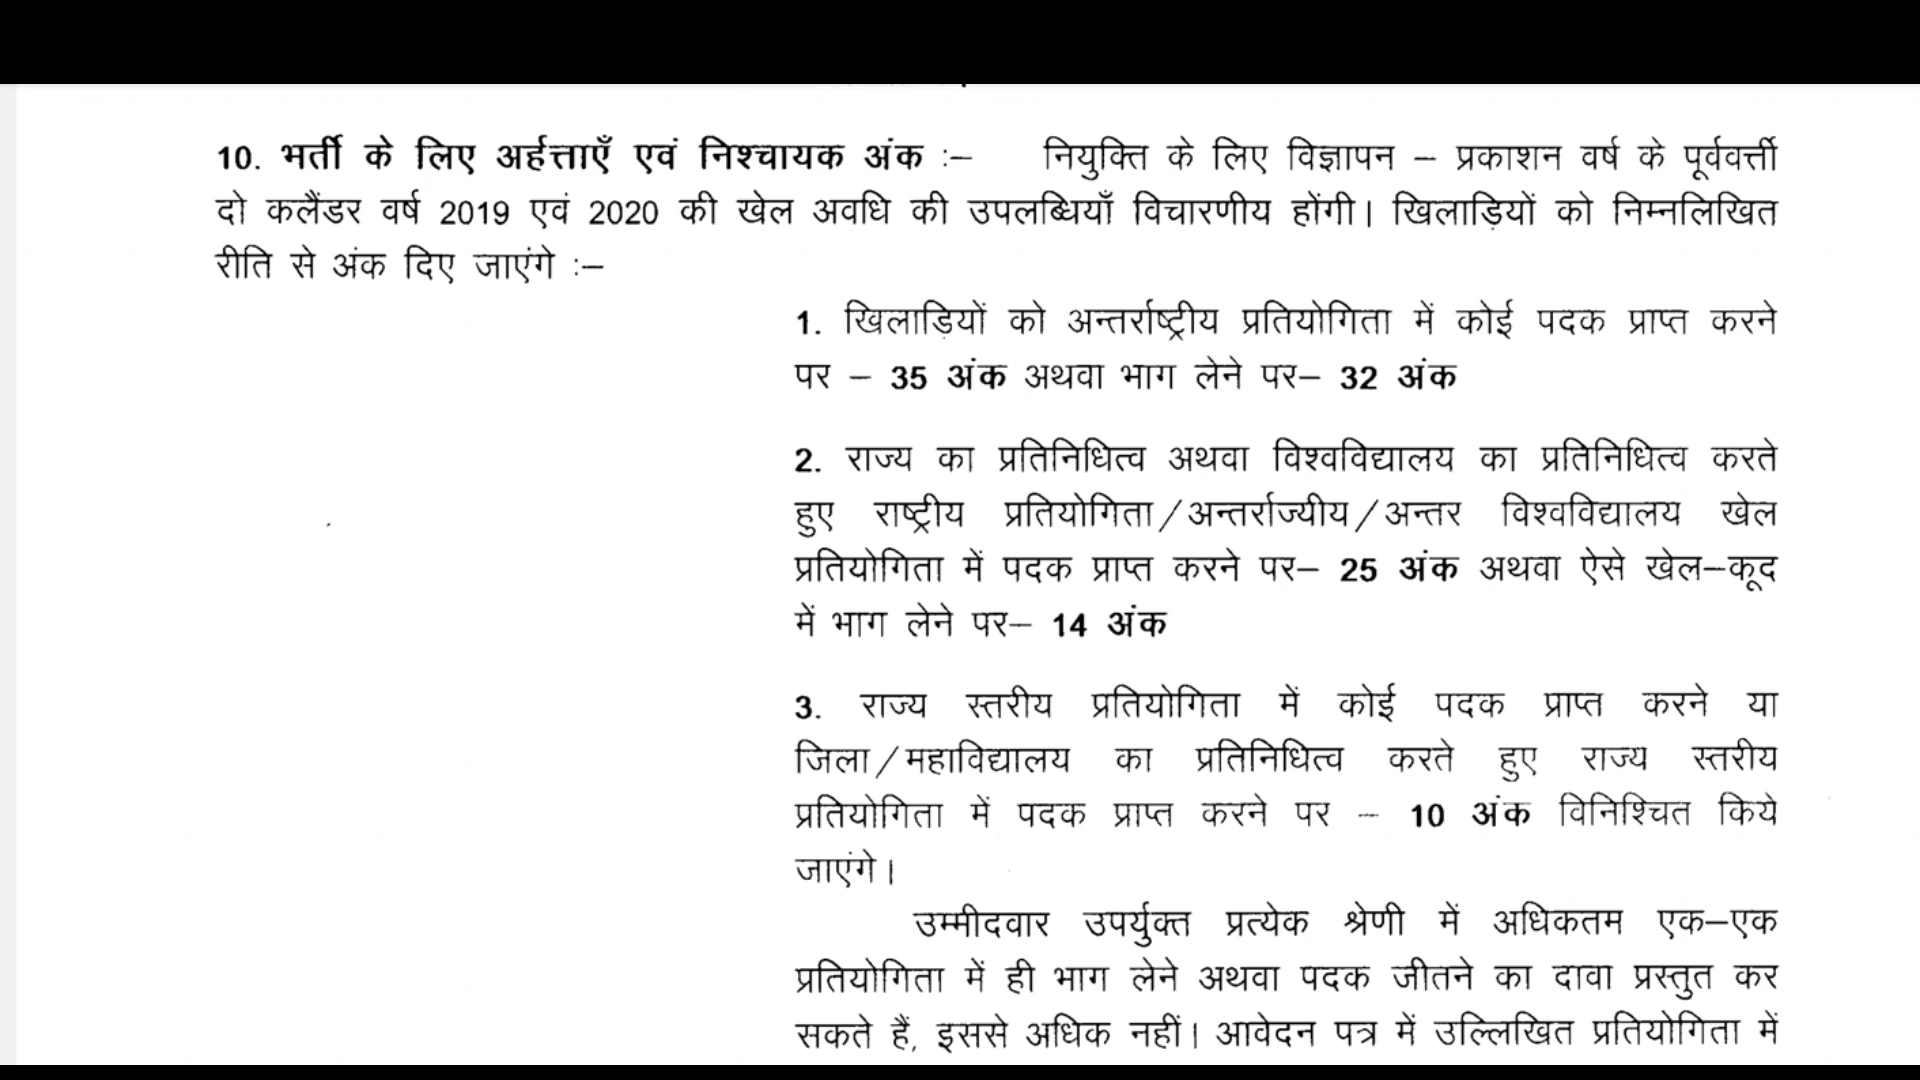 10. भर्ती के लिए अर्हत्ताएँ एवं निश्चायक अंक :– नियुक्ति के लिए विज्ञापन – प्रकाशन वर्ष के पूर्ववर्त्ती
दो कलैंडर वर्ष 2019 एवं 2020 की खेल अवधि की उपलब्धियाँ विचारणीय होंगी। खिलाड़ियों को निम्नलिखित
रीति से अंक दिए जाएंगे :–
1. खिलाड़ियों को अन्तर्राष्ट्रीय प्रतियोगिता में कोई पदक प्राप्त करने
पर – 35 अंक अथवा भाग लेने पर– 32 अंक
2. राज्य का प्रतिनिधित्व अथवा विश्वविद्यालय का प्रतिनिधित्व करते
हुए राष्ट्रीय प्रतियोगिता/अन्तर्राज्यीय/अन्तर विश्वविद्यालय खेल
प्रतियोगिता में पदक प्राप्त करने पर– 25 अंक अथवा ऐसे खेल–कूद
में भाग लेने पर– 14 अंक
3. राज्य स्तरीय प्रतियोगिता में कोई पदक प्राप्त करने या
जिला/महाविद्यालय का प्रतिनिधित्व करते हुए राज्य स्तरीय
प्रतियोगिता में पदक प्राप्त करने पर – 10 अंक विनिश्चित किये
जाएंगे।
उम्मीदवार उपर्युक्त प्रत्येक श्रेणी में अधिकतम एक–एक
प्रतियोगिता में ही भाग लेने अथवा पदक जीतने का दावा प्रस्तुत कर
सकते हैं, इससे अधिक नहीं। आवेदन पत्र में उल्लिखित प्रतियोगिता में